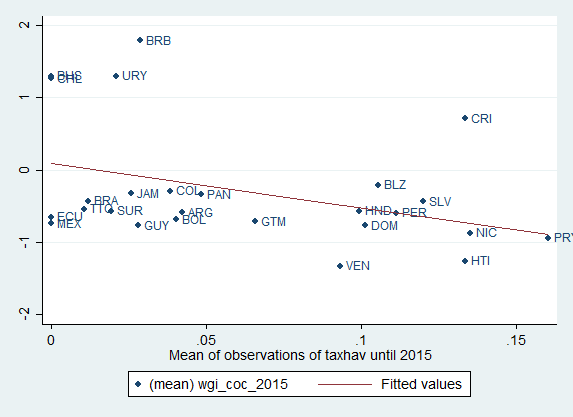 2
1
0
-1
-2
BRB
BHS
CHL
URY
CRI
BLZ
JAM
COL
PAN
BRA
TTO
SUR
ECU
MEX
GUY
ARG
BOL
GTM
HND
PER
SLV
DOM
NIC
PRY
VEN
HTI
0
.05
.1
.15
Mean of observations of taxhav until 2015
(mean) wgi_coc_2015
Fitted values